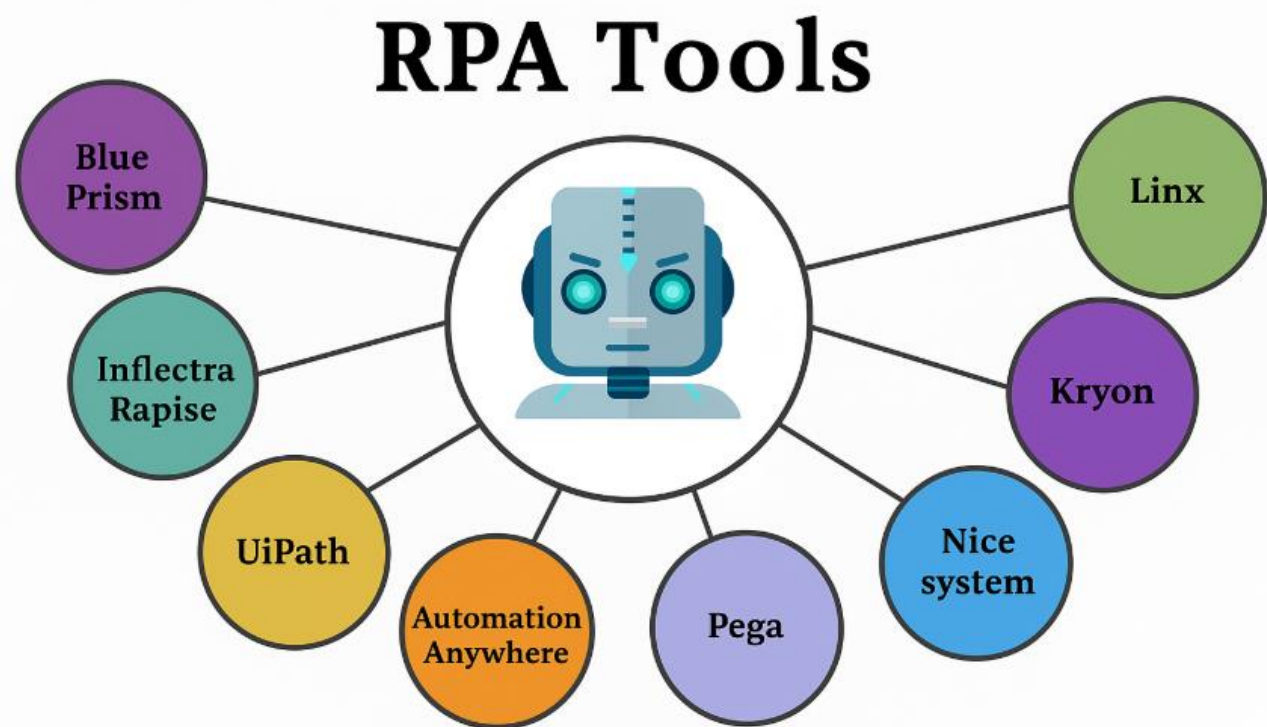 RPA Tools
Blue
Prism
Linx
Inflectra
Rapise
Kryon
UiPath
Nice
system
Automation
Anywhere
Pega